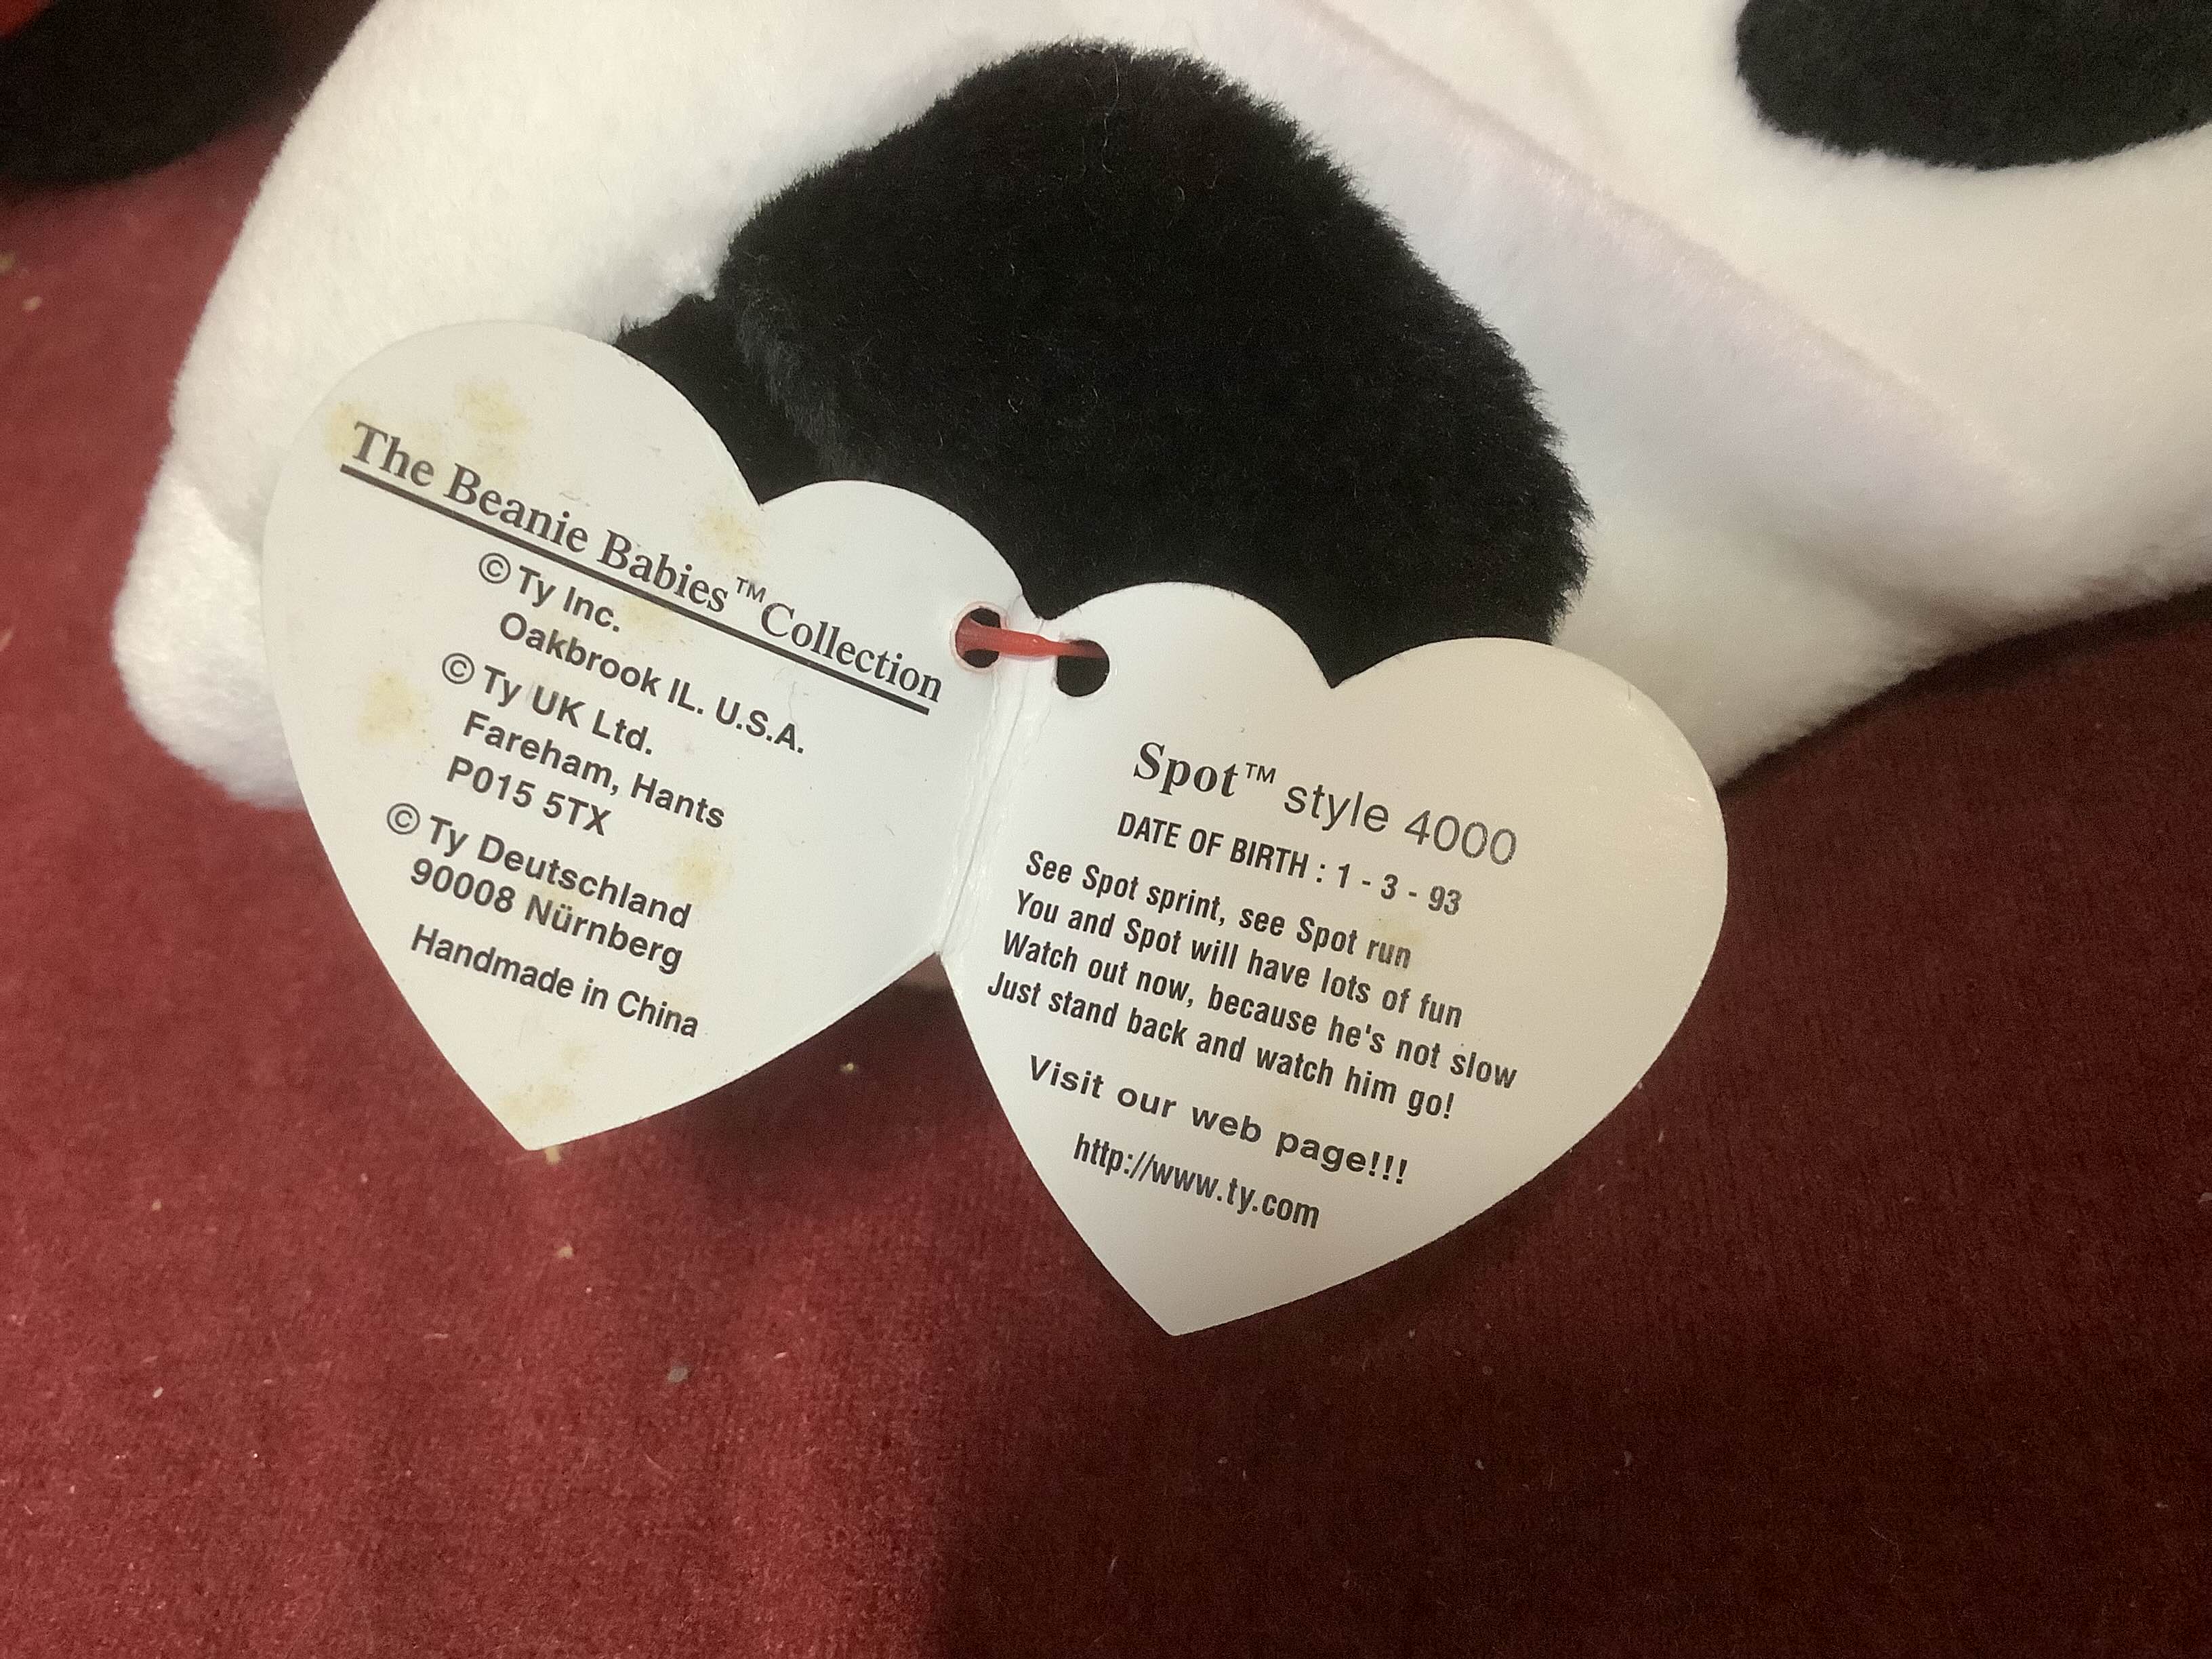 The Beanie Babies™ Collection
© Ty Inc.
Oakbrook IL. U.S.A.
© Ty UK Ltd.
Fareham, Hants
P015 5TX
© Ty Deutschland
90008 Nürnberg
Handmade in China
Spot™ style 4000
DATE OF BIRTH : 1 - 3 - 93
See Spot sprint, see Spot run
You and Spot will have lots of fun
Watch out now, because he's not slow
Just stand back and watch him go!
Visit our web page!!!
http://www.ty.com